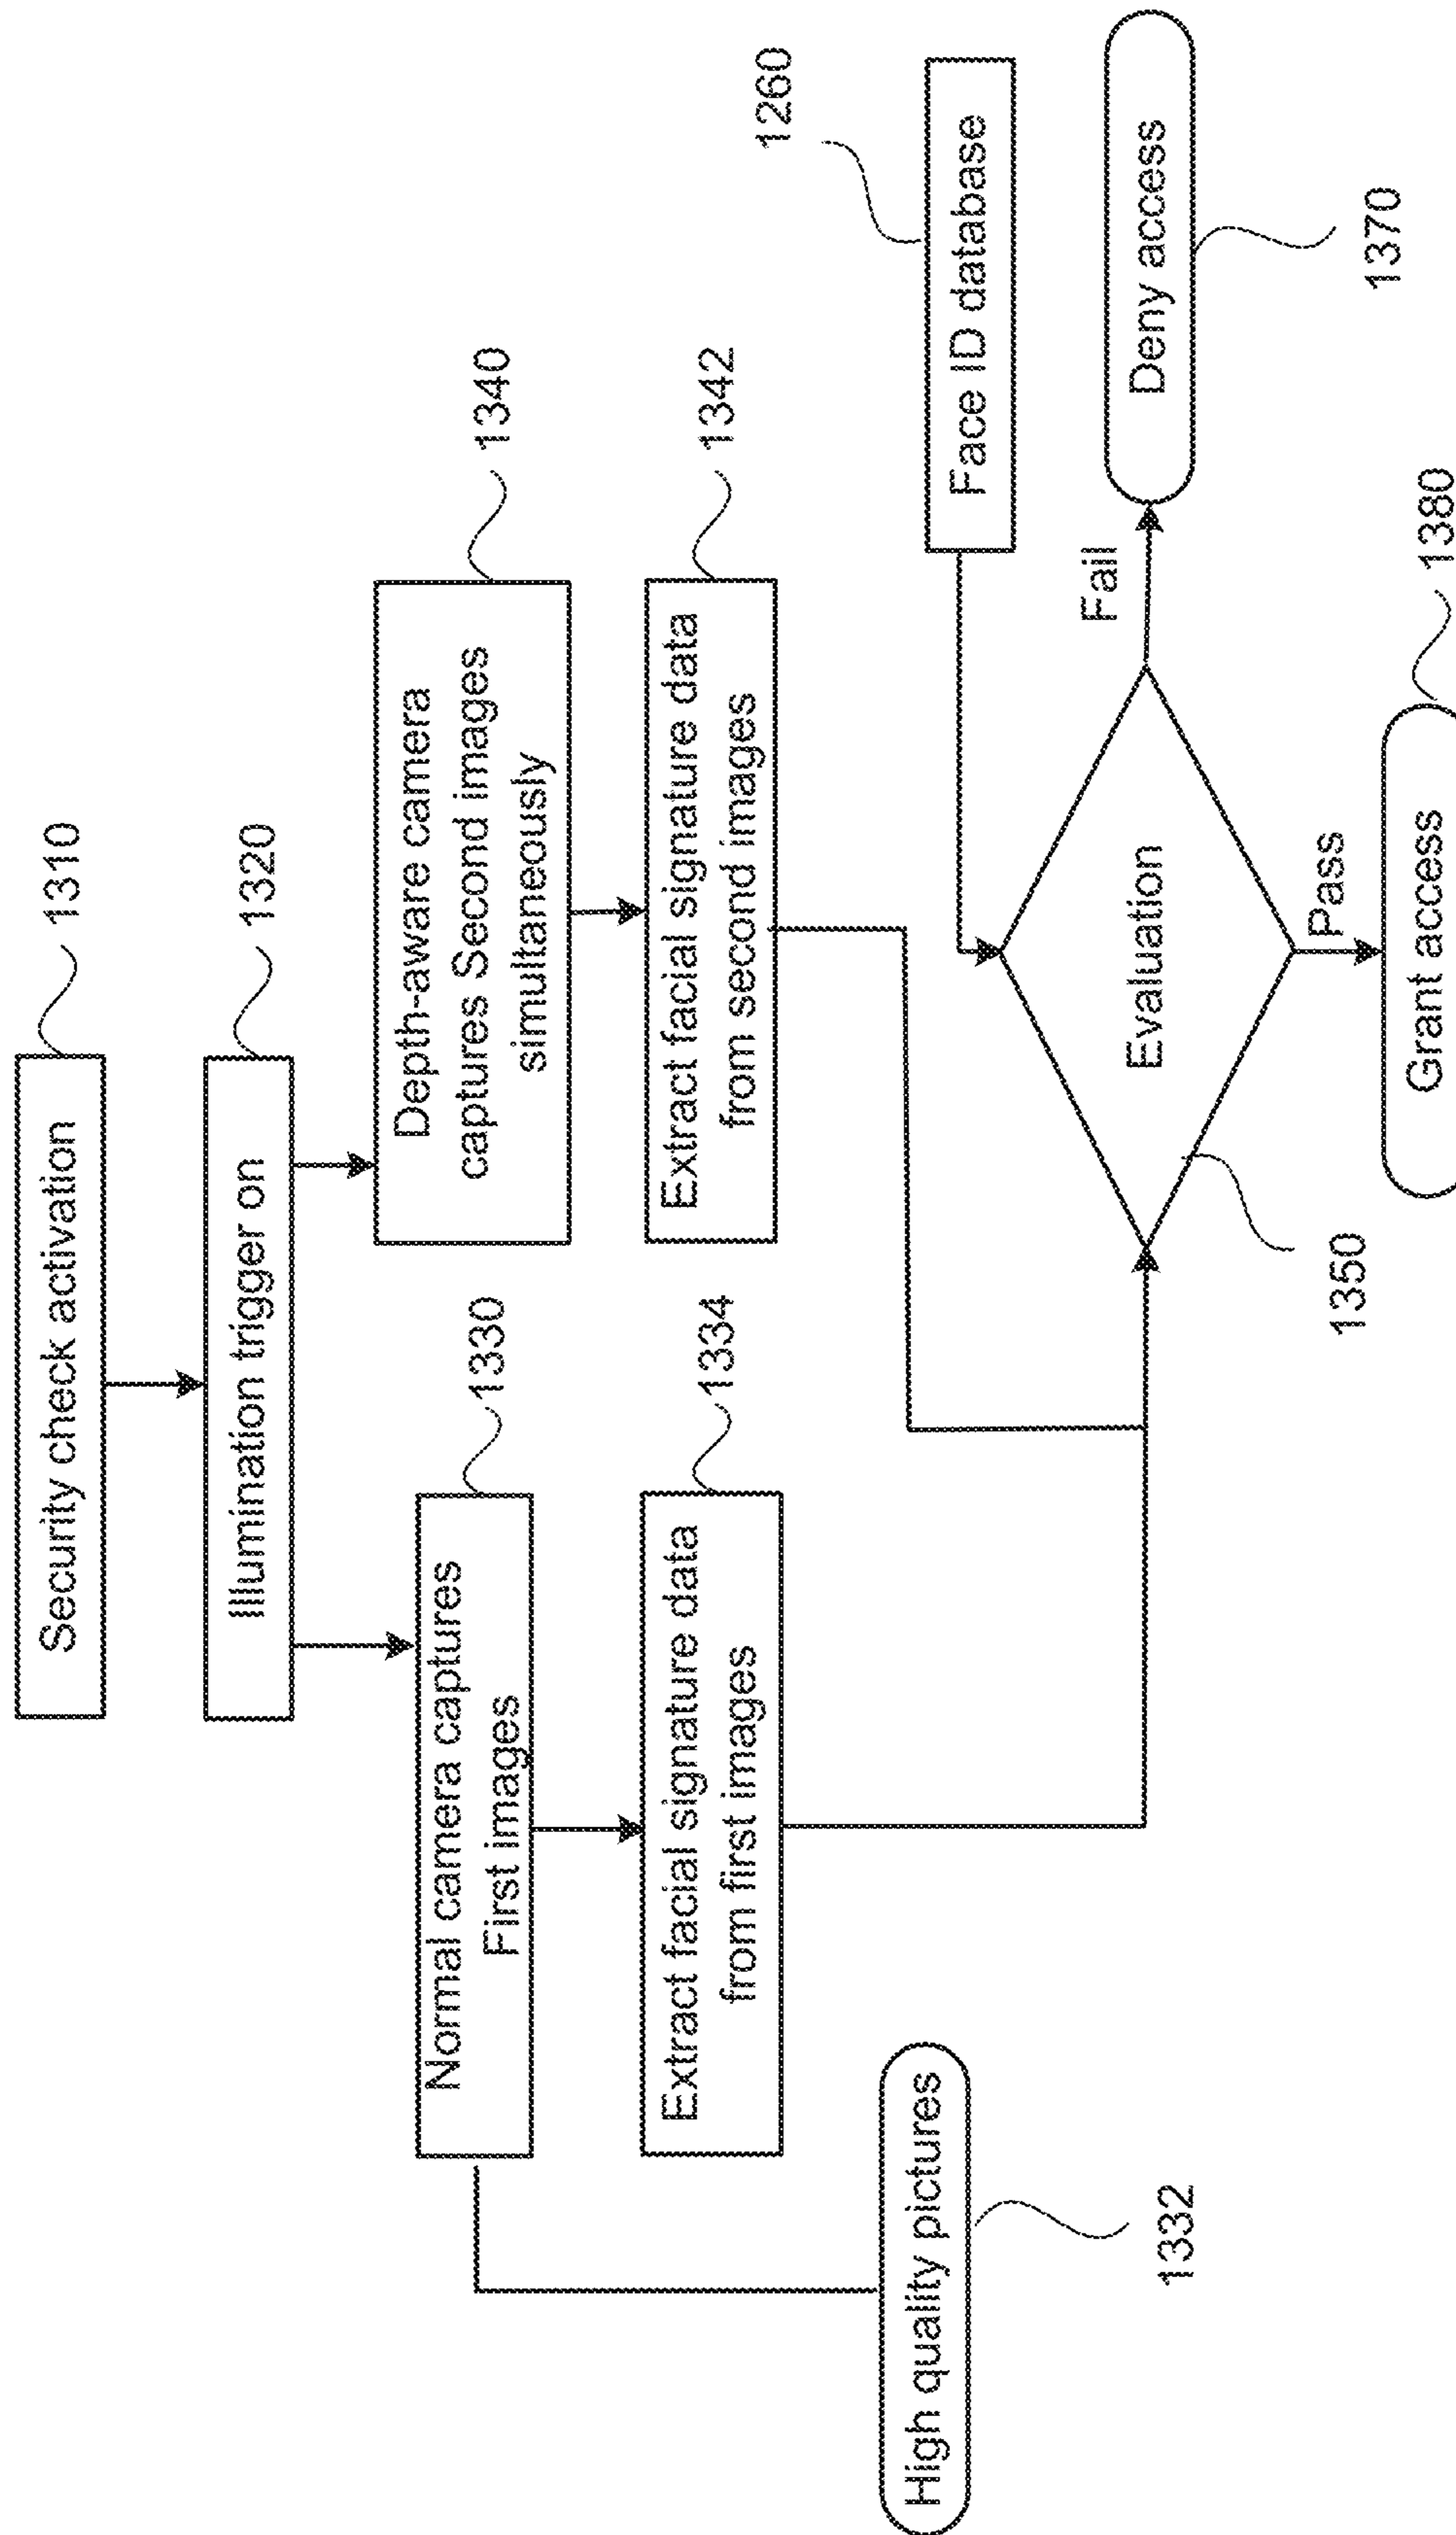 Security check activation
1310
Illumination trigger on
1320
Normal camera captures
First images
1330
Depth-aware camera
captures Second images
simultaneously
1340
Extract facial signature data
from first images
1334
Extract facial signature data
from second images
1342
High quality pictures
1332
Face ID database
1260
Evaluation
1350
Fail
Deny access
1370
Pass
Grant access
1380